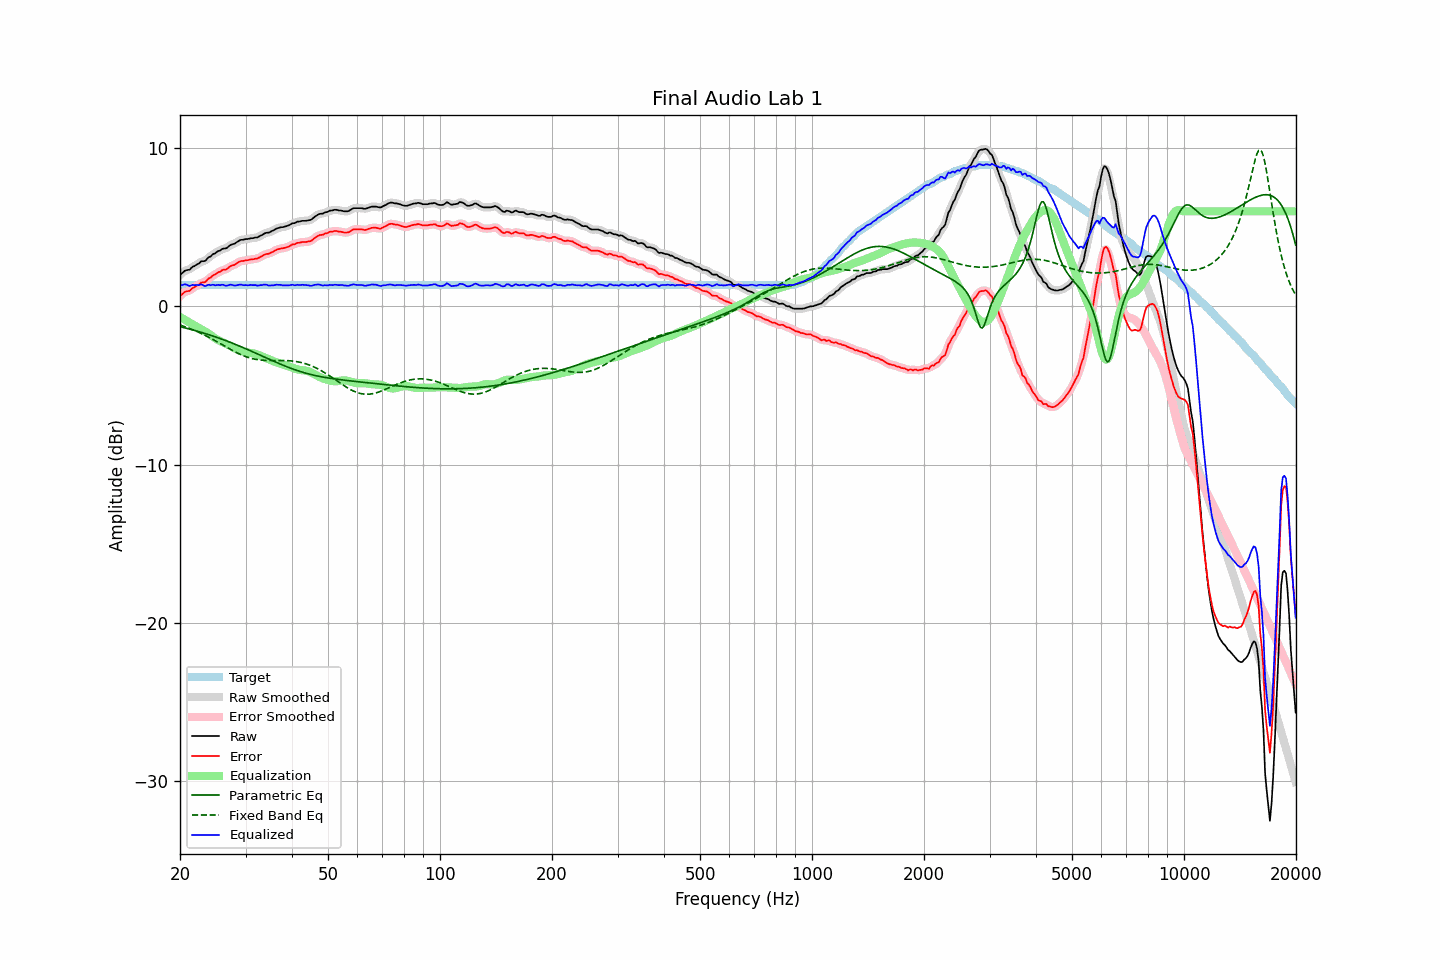 Final Audio Lab 1
10
0
−10
−20
−30
Amplitude (dBr)
Target
Raw Smoothed
Error Smoothed
Raw
Error
Equalization
Parametric Eq
Fixed Band Eq
Equalized
20 50 100 200 500 1000 2000 5000 10000 20000
Frequency (Hz)